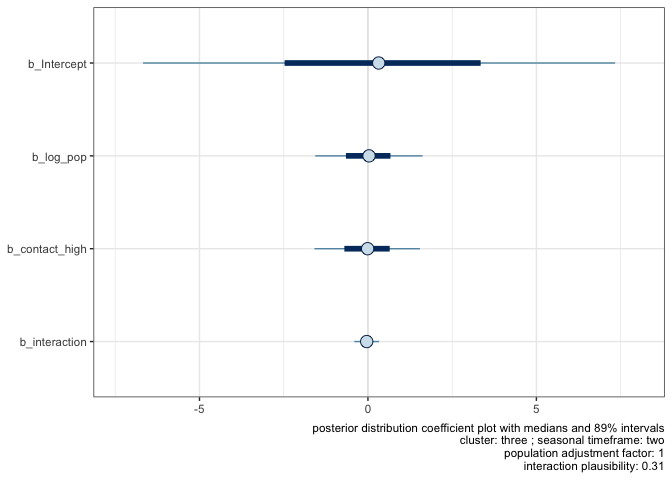 b_Intercept
b_log_pop
b_contact_high
b_interaction
-5
0
5
posterior distribution coefficient plot with medians and 89% intervals
cluster: three ; seasonal timeframe: two
population adjustment factor: 1
interaction plausibility: 0.31